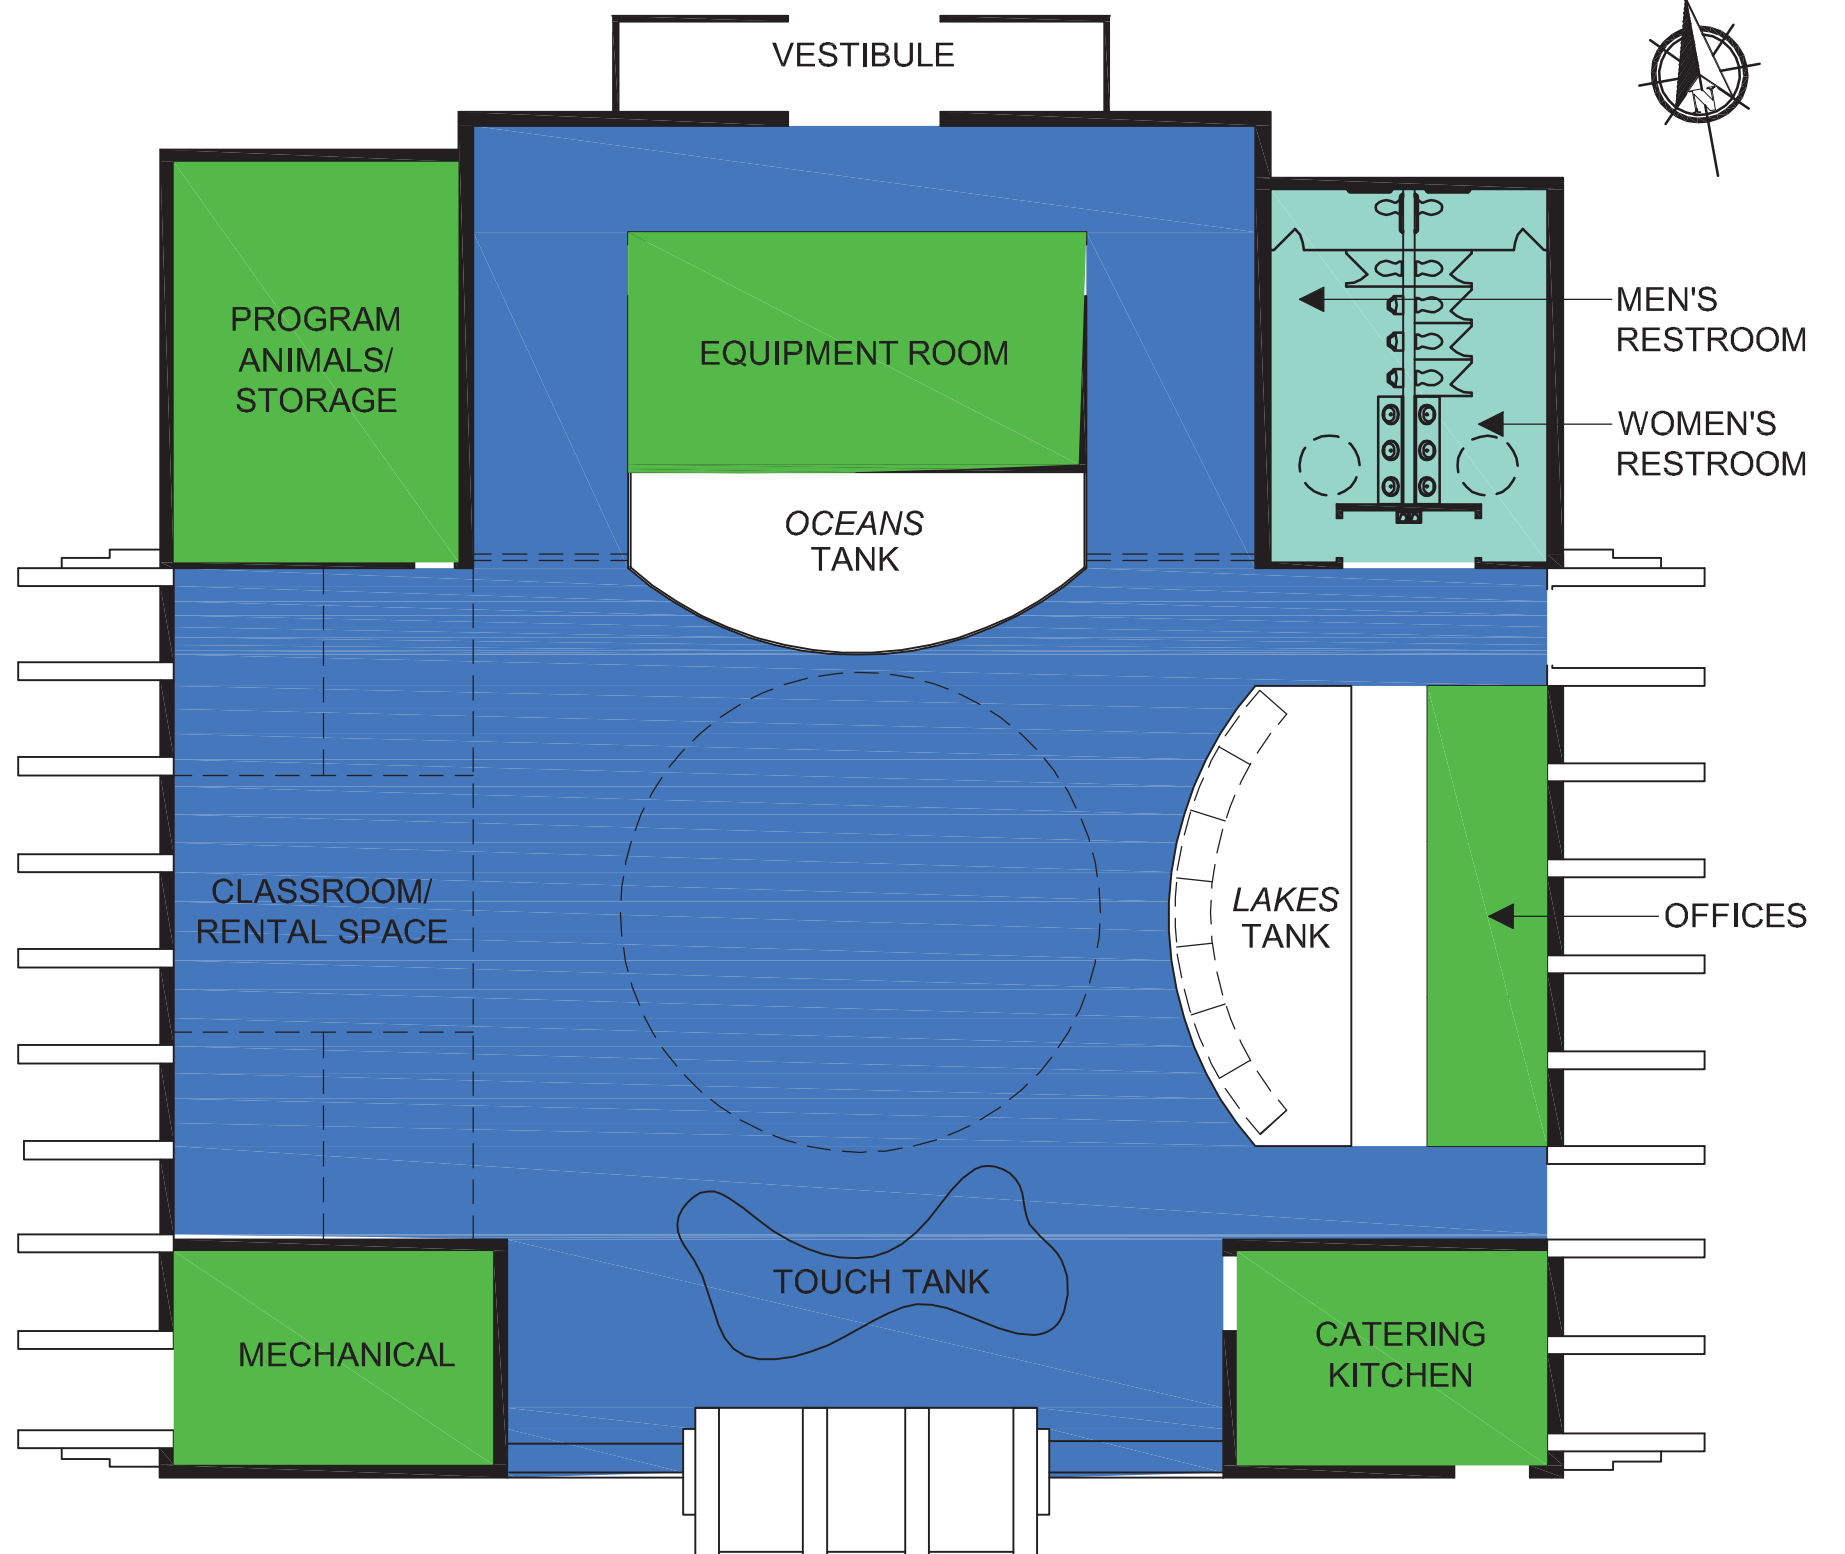 VESTIBULE
N
PROGRAM
ANIMALS/
STORAGE
EQUIPMENT ROOM
MEN'S
RESTROOM
WOMEN'S
RESTROOM
OCEANS
TANK
CLASSROOM/
RENTAL SPACE
LAKES
TANK
OFFICES
TOUCH TANK
MECHANICAL
CATERING
KITCHEN